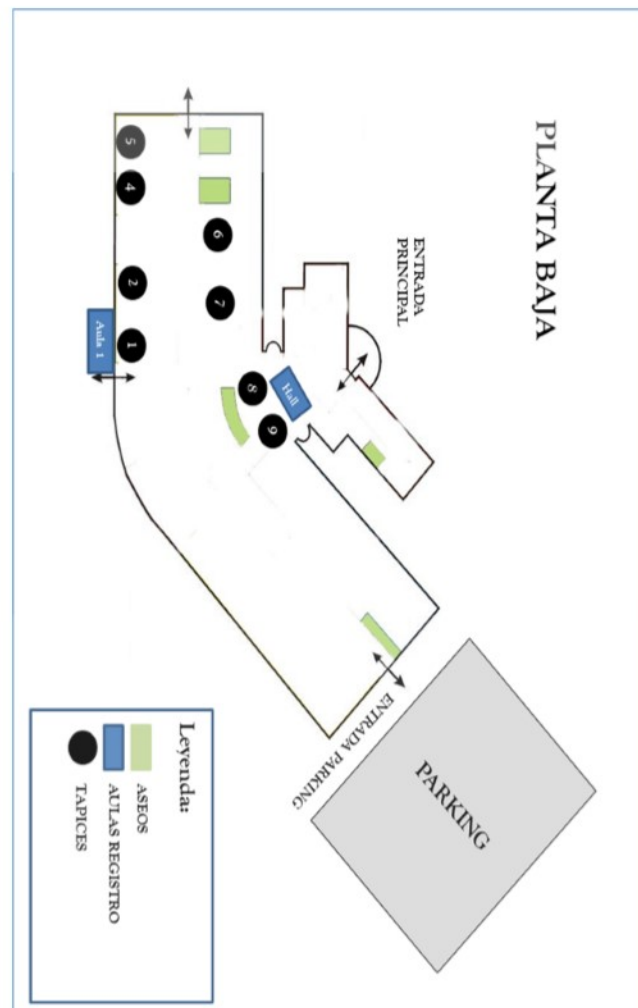 PLANTA BAJA
ENTRADA
PRINCIPAL
5
4
2
1
6
7
8
9
Aula 1
Hall
ENTRADA PARKING
PARKING
Leyenda:
ASEOS
AULAS REGISTRO
TAPICES